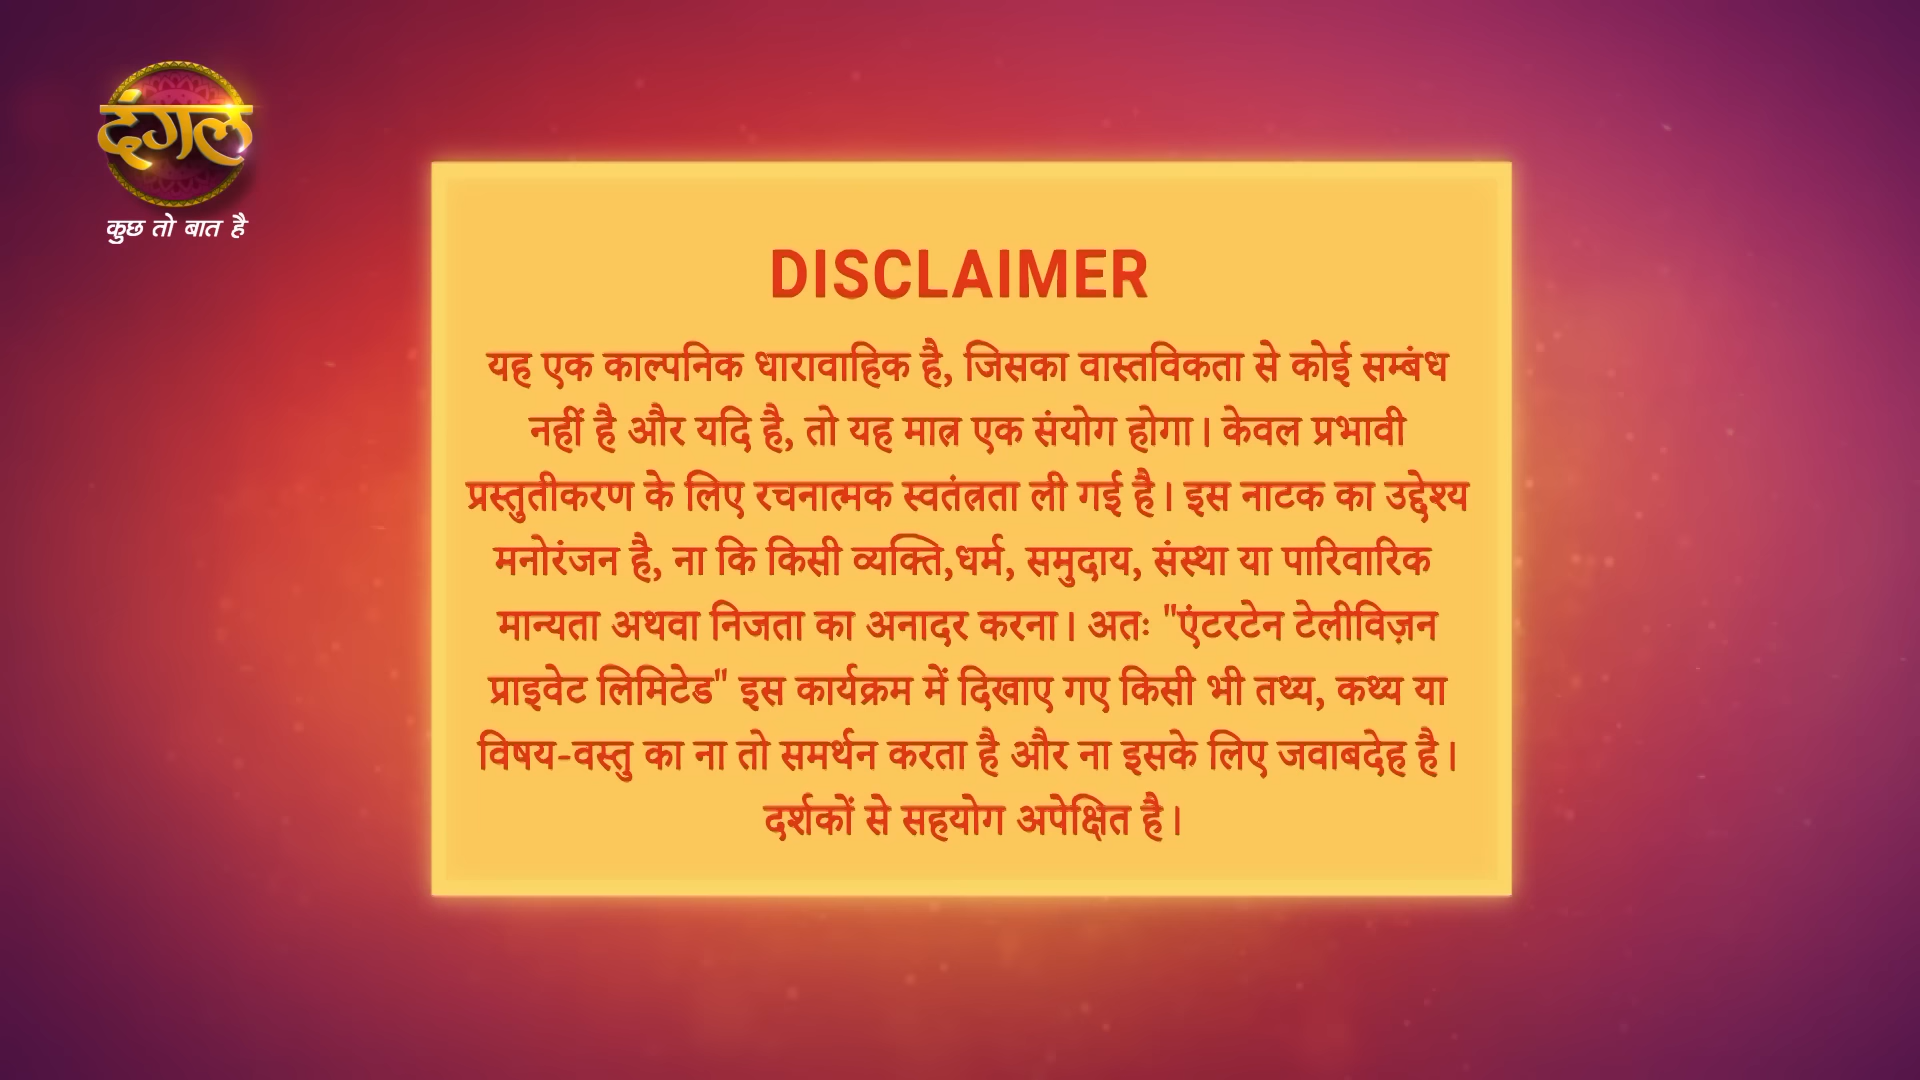 दंगल
कुछ तो बात है
DISCLAIMER
यह एक काल्पनिक धारावाहिक है, जिसका वास्तविकता से कोई सम्बंध
नहीं है और यदि है, तो यह मात्र एक संयोग होगा। केवल प्रभावी
प्रस्तुतीकरण के लिए रचनात्मक स्वतंत्रता ली गई है। इस नाटक का उद्देश्य
मनोरंजन है, ना कि किसी व्यक्ति,धर्म, समुदाय, संस्था या पारिवारिक
मान्यता अथवा निजता का अनादर करना। अतः "एंटरटेन टेलीविज़न
प्राइवेट लिमिटेड" इस कार्यक्रम में दिखाए गए किसी भी तथ्य, कथ्य या
विषय-वस्तु का ना तो समर्थन करता है और ना इसके लिए जवाबदेह है।
दर्शकों से सहयोग अपेक्षित है।